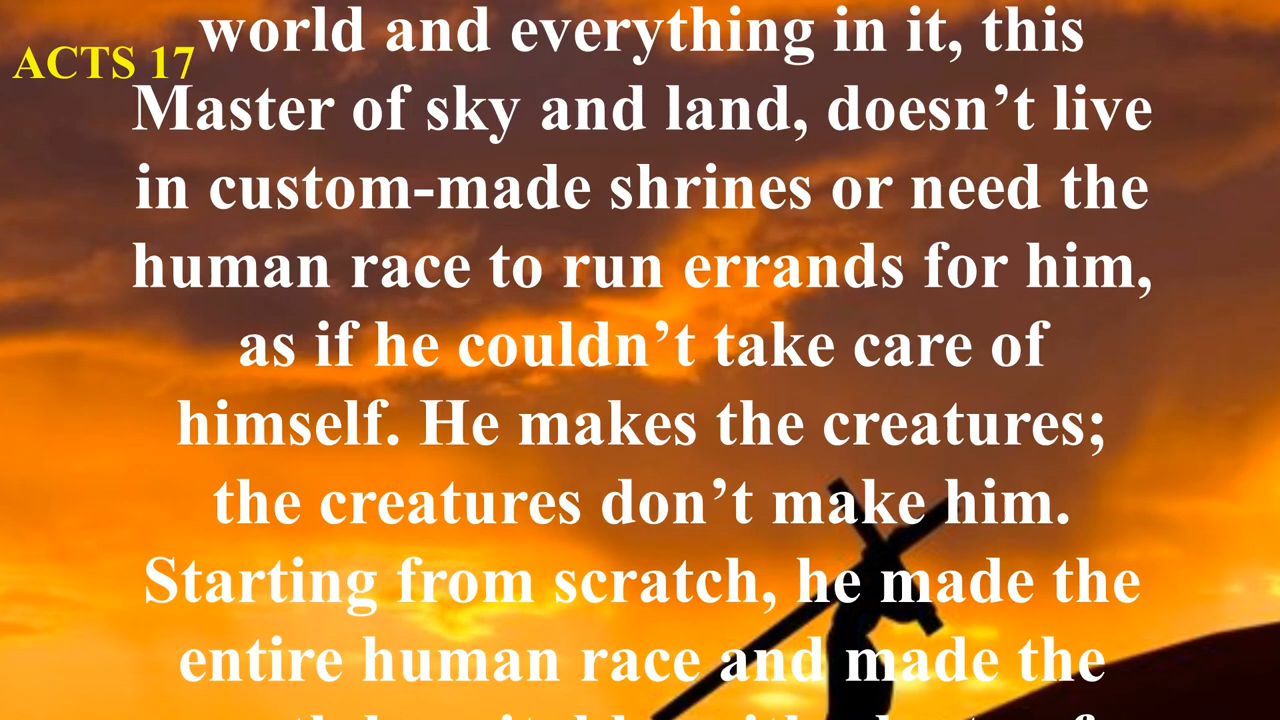 world and everything in it, this
ACTS 17
Master of sky and land, doesn’t live
in custom-made shrines or need the
human race to run errands for him,
as if he couldn’t take care of
himself. He makes the creatures;
the creatures don’t make him.
Starting from scratch, he made the
entire human race and made the